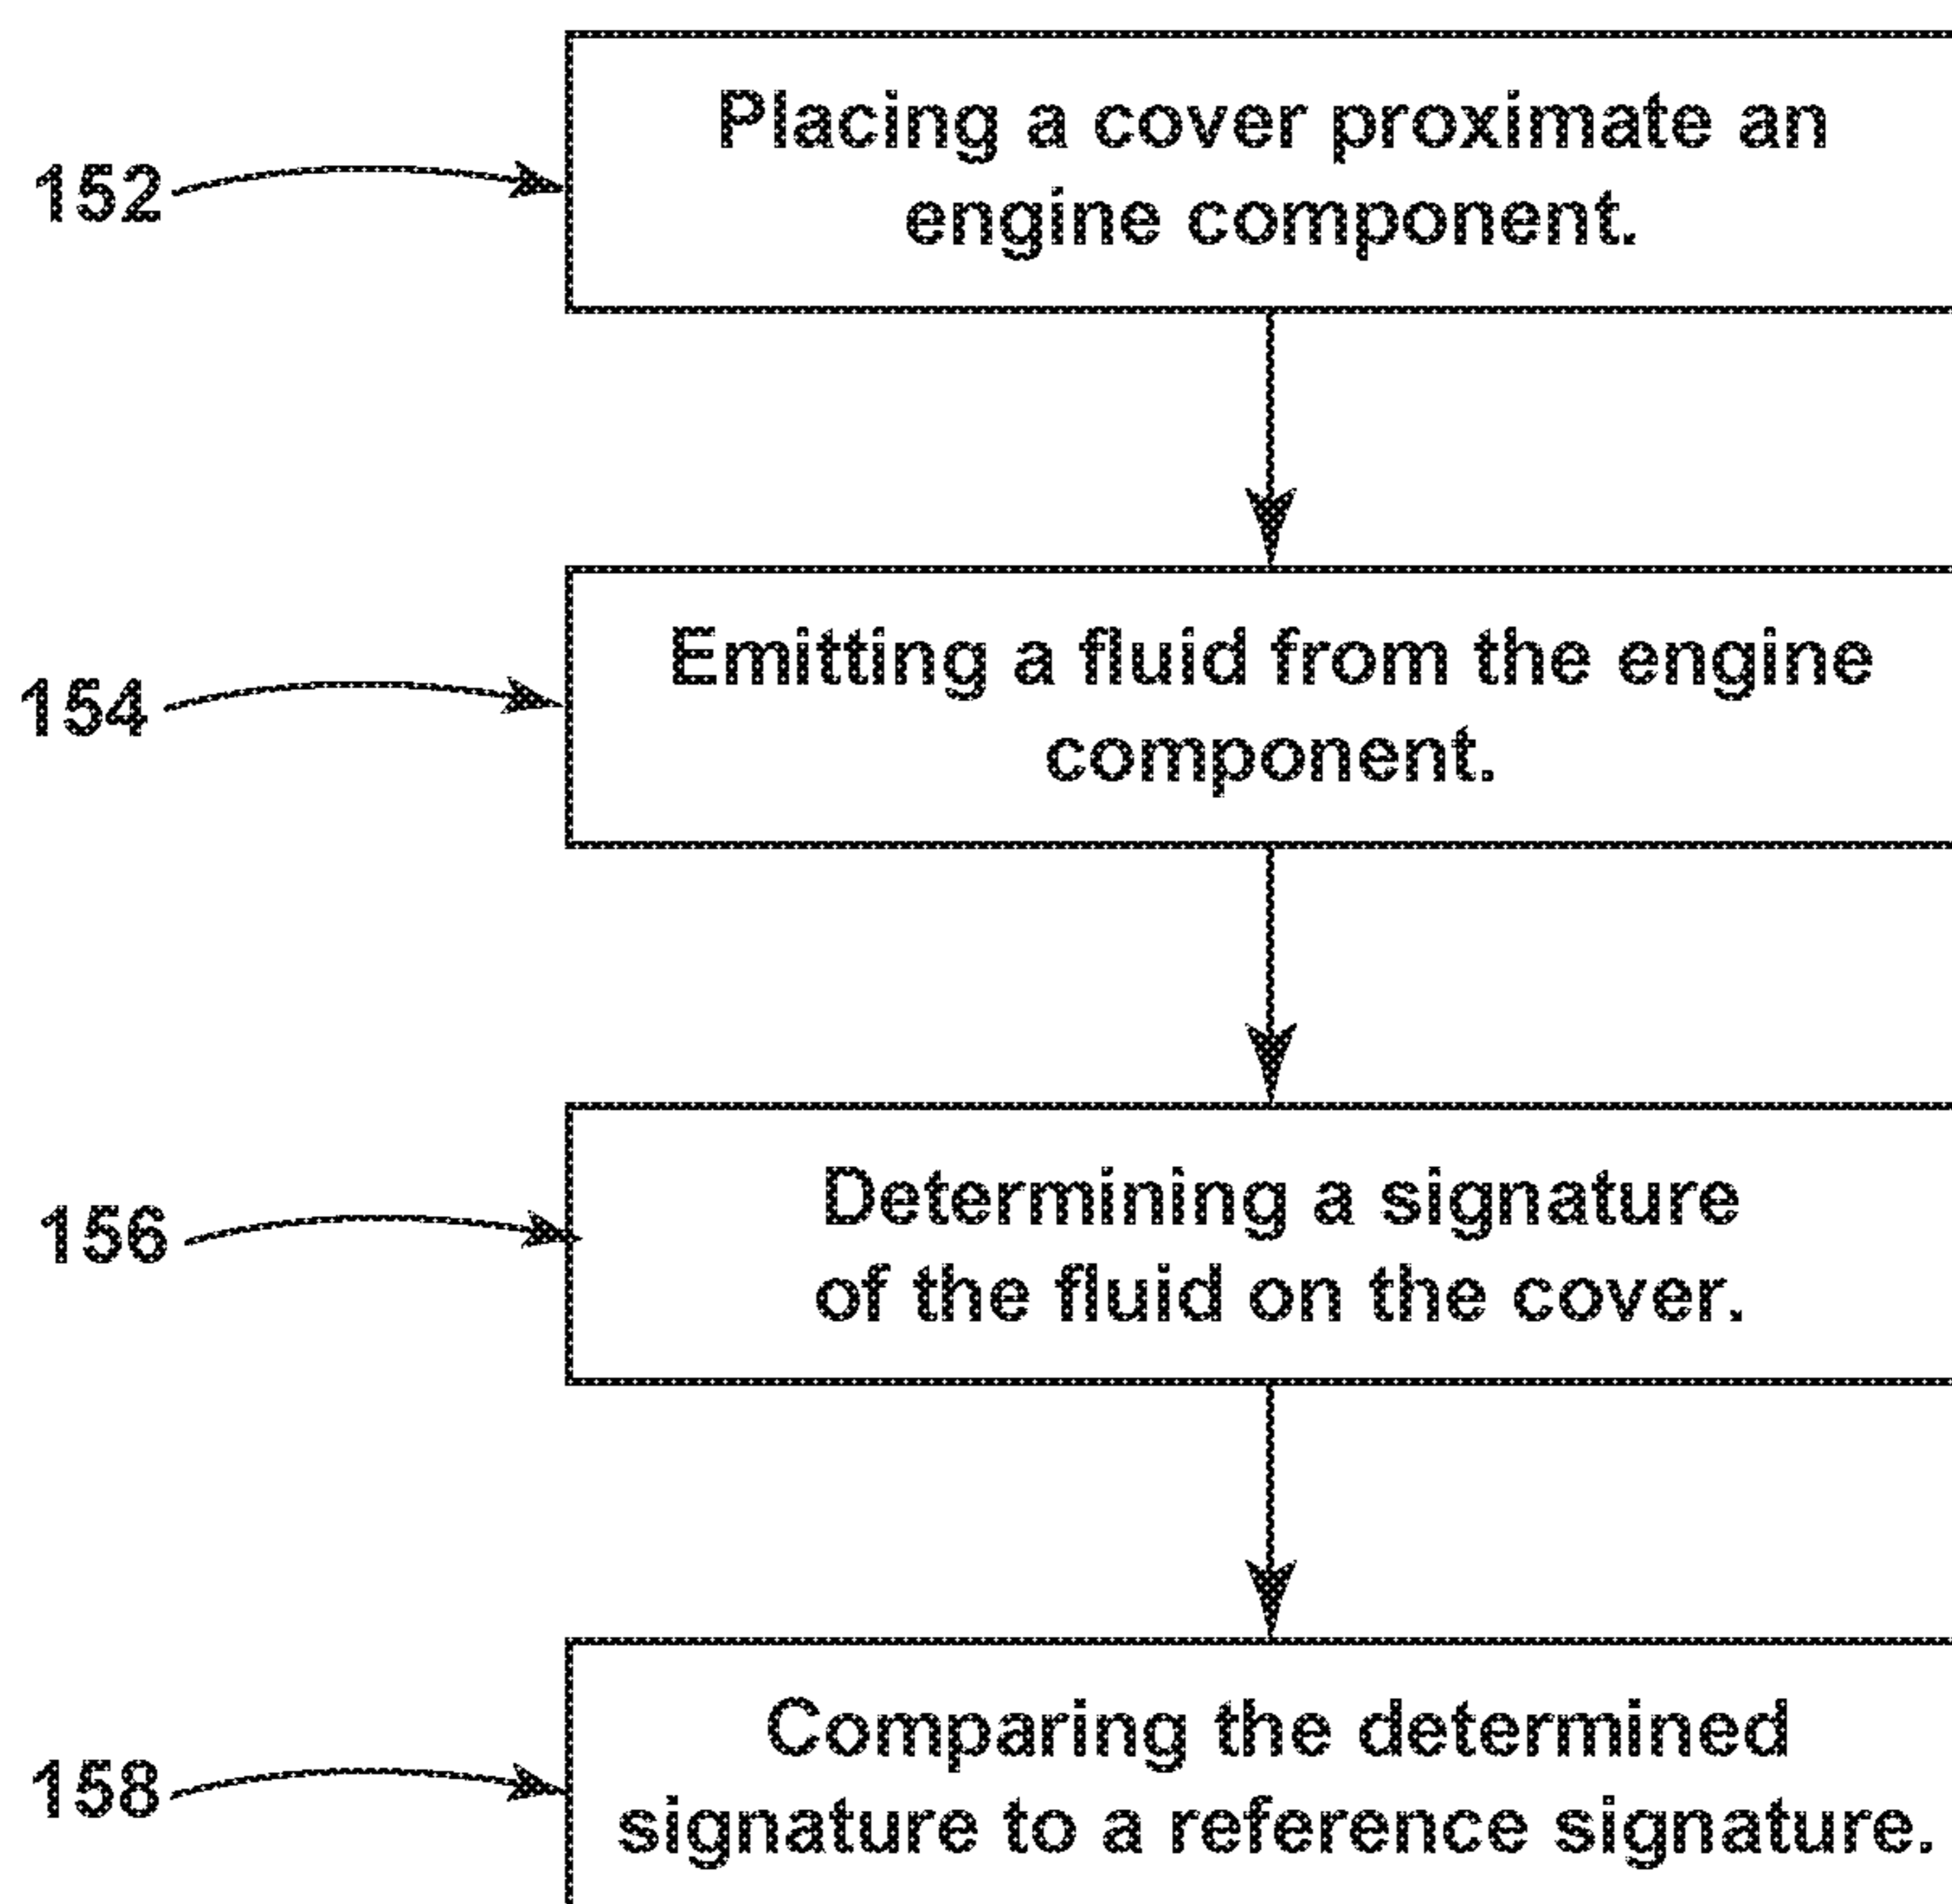 Placing a cover proximate an
engine component.
152
Emitting a fluid from the engine
component.
154
Determining a signature
of the fluid on the cover.
156
Comparing the determined
signature to a reference signature.
158